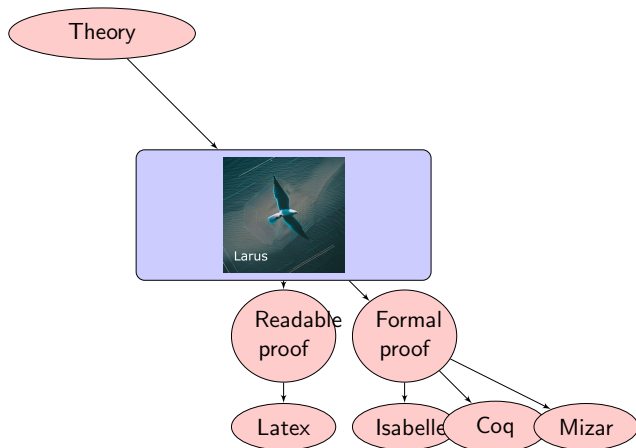 Theory
Larus
Readable
proof
Formal
proof
Latex
Isabelle
Coq
Mizar